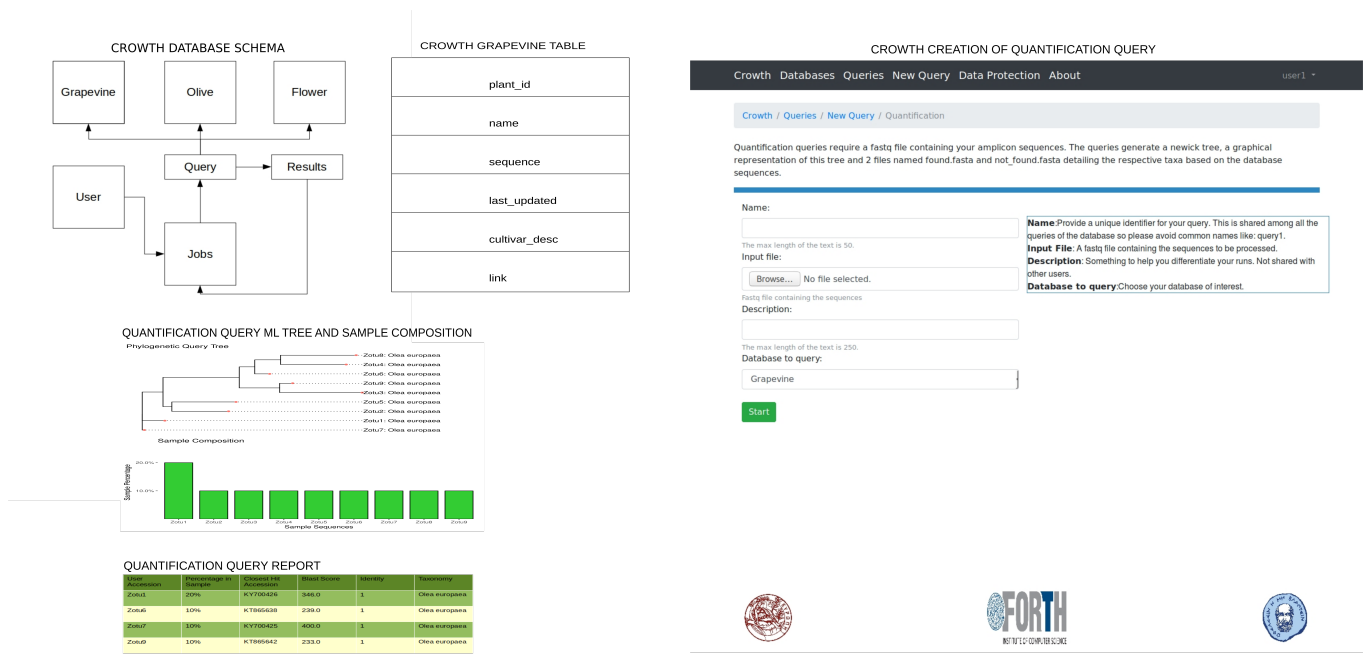 CROWTH DATABASE SCHEMA
Grapevine
Olive
Flower
Query
Results
User
Jobs
CROWTH GRAPEVINE TABLE
plant_id
name
sequence
last_updated
cultivar_desc
link
QUANTIFICATION QUERY ML TREE AND SAMPLE COMPOSITION
Phylogenetic Query Tree
Zotu8: Olea europaea
Zotu4: Olea europaea
Zotu6: Olea europaea
Zotu9: Olea europaea
Zotu3: Olea europaea
Zotu5: Olea europaea
Zotu2: Olea europaea
Zotu1: Olea europaea
Zotu7: Olea europaea
Sample Composition
Sample Percentage
20.0%
10.0%
Zotu1 Zotu2 Zotu3 Zotu4 Zotu5 Zotu6 Zotu7 Zotu8 Zotu9
Sample Sequences
QUANTIFICATION QUERY REPORT
User Accession Percentage in Sample Closest Hit Accession Blast Score Identity Taxonomy
Zotu1 20% KY700426 346.0 1 Olea europaea
Zotu6 10% KT865638 239.0 1 Olea europaea
Zotu7 10% KY700425 400.0 1 Olea europaea
Zotu9 10% KT865642 233.0 1 Olea europaea
CROWTH CREATION OF QUANTIFICATION QUERY
Crowth Databases Queries New Query Data Protection About user1
Crowth / Queries / New Query / Quantification
Quantification queries require a fastq file containing your amplicon sequences. The queries generate a newick tree, a graphical
representation of this tree and 2 files named found.fasta and not_found.fasta detailing the respective taxa based on the database
sequences.
Name:
The max length of the text is 50.
Input file:
Browse... No file selected.
Fastq file containing the sequences
Description:
The max length of the text is 250.
Database to query:
Grapevine
Start
Name:Provide a unique identifier for your query. This is shared among all the
queries of the database so please avoid common names like: query1.
Input File: A fastq file containing the sequences to be processed.
Description: Something to help you differentiate your runs. Not shared with
other users.
Database to query:Choose your database of interest.
FORTH
INSTITUTE OF COMPUTER SCIENCE